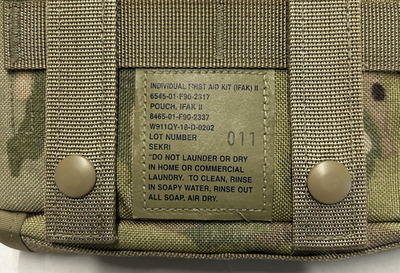 INDIVIDUAL FIRST AID KIT (IFAK) II
6545-01-F90-2317
POUCH, IFAK II
8465-01-F90-2337
W911QY-18-D-0202
LOT NUMBER 011
SEKRI
"DO NOT LAUNDER OR DRY
IN HOME OR COMMERCIAL
LAUNDRY. TO CLEAN, RINSE
IN SOAPY WATER, RINSE OUT
ALL SOAP, AIR DRY.